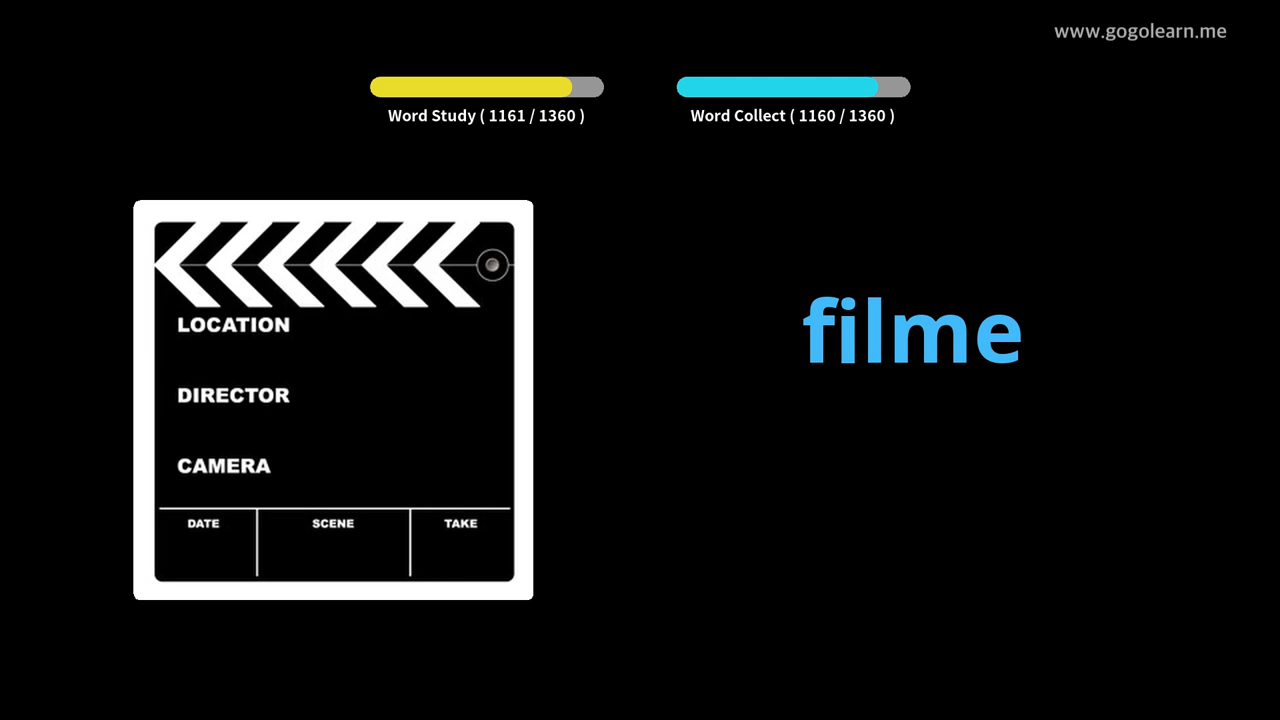 www.gogolearn.me
Word Study ( 1161 / 1360 )
Word Collect ( 1160 / 1360 )
LOCATION
DIRECTOR
CAMERA
DATE
SCENE
TAKE
filme